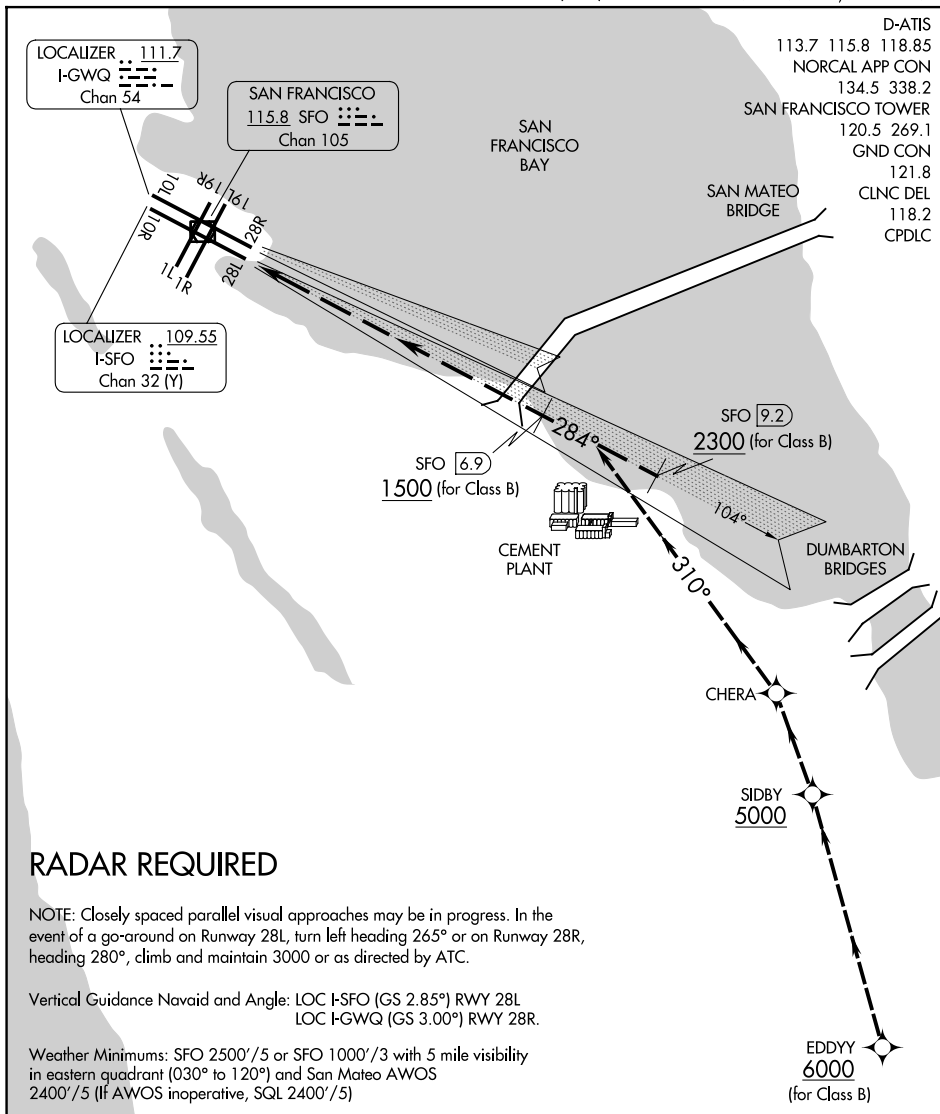 D-ATIS
113.7 115.8 118.85
NORCAL APP CON
134.5 338.2
SAN FRANCISCO TOWER
120.5 269.1
GND CON
121.8
CLNC DEL
118.2
CPDLC
LOCALIZER 111.7
I-GWQ
Chan 54
SAN FRANCISCO
115.8 SFO
Chan 105
SAN
FRANCISCO
BAY
SAN MATEO
BRIDGE
10L
19R
19L
28R
10R
1L
1R
28L
LOCALIZER 109.55
I-SFO
Chan 32 (Y)
284°
SFO 9.2
2300 (for Class B)
SFO 6.9
1500 (for Class B)
104°
CEMENT
PLANT
DUMBARTON
BRIDGES
310°
CHERA
SIDBY
5000
RADAR REQUIRED
NOTE: Closely spaced parallel visual approaches may be in progress. In the
event of a go-around on Runway 28L, turn left heading 265° or on Runway 28R,
heading 280°, climb and maintain 3000 or as directed by ATC.
Vertical Guidance Navaid and Angle: LOC I-SFO (GS 2.85°) RWY 28L
LOC I-GWQ (GS 3.00°) RWY 28R.
Weather Minimums: SFO 2500'/5 or SFO 1000'/3 with 5 mile visibility
in eastern quadrant (030° to 120°) and San Mateo AWOS
2400'/5 (If AWOS inoperative, SQL 2400'/5)
EDDYY
6000
(for Class B)